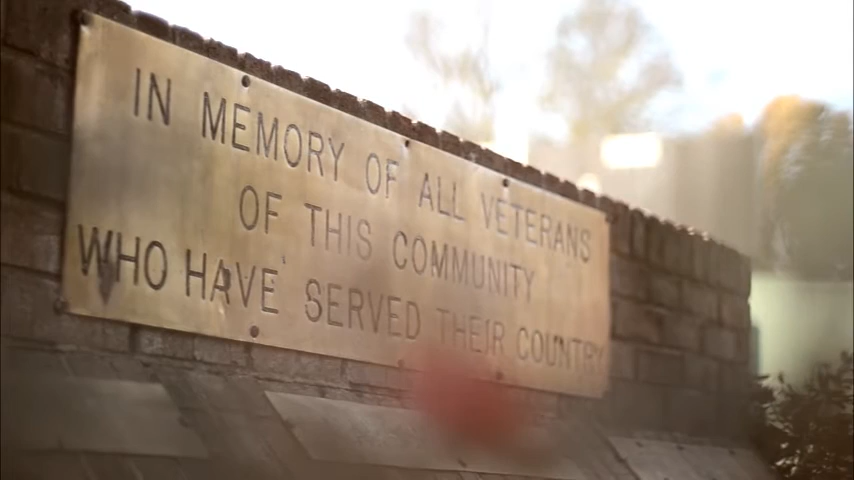 IN MEMORY OF ALL VETERANS
OF THIS COMMUNITY
WHO HAVE SERVED THEIR COUNTRY